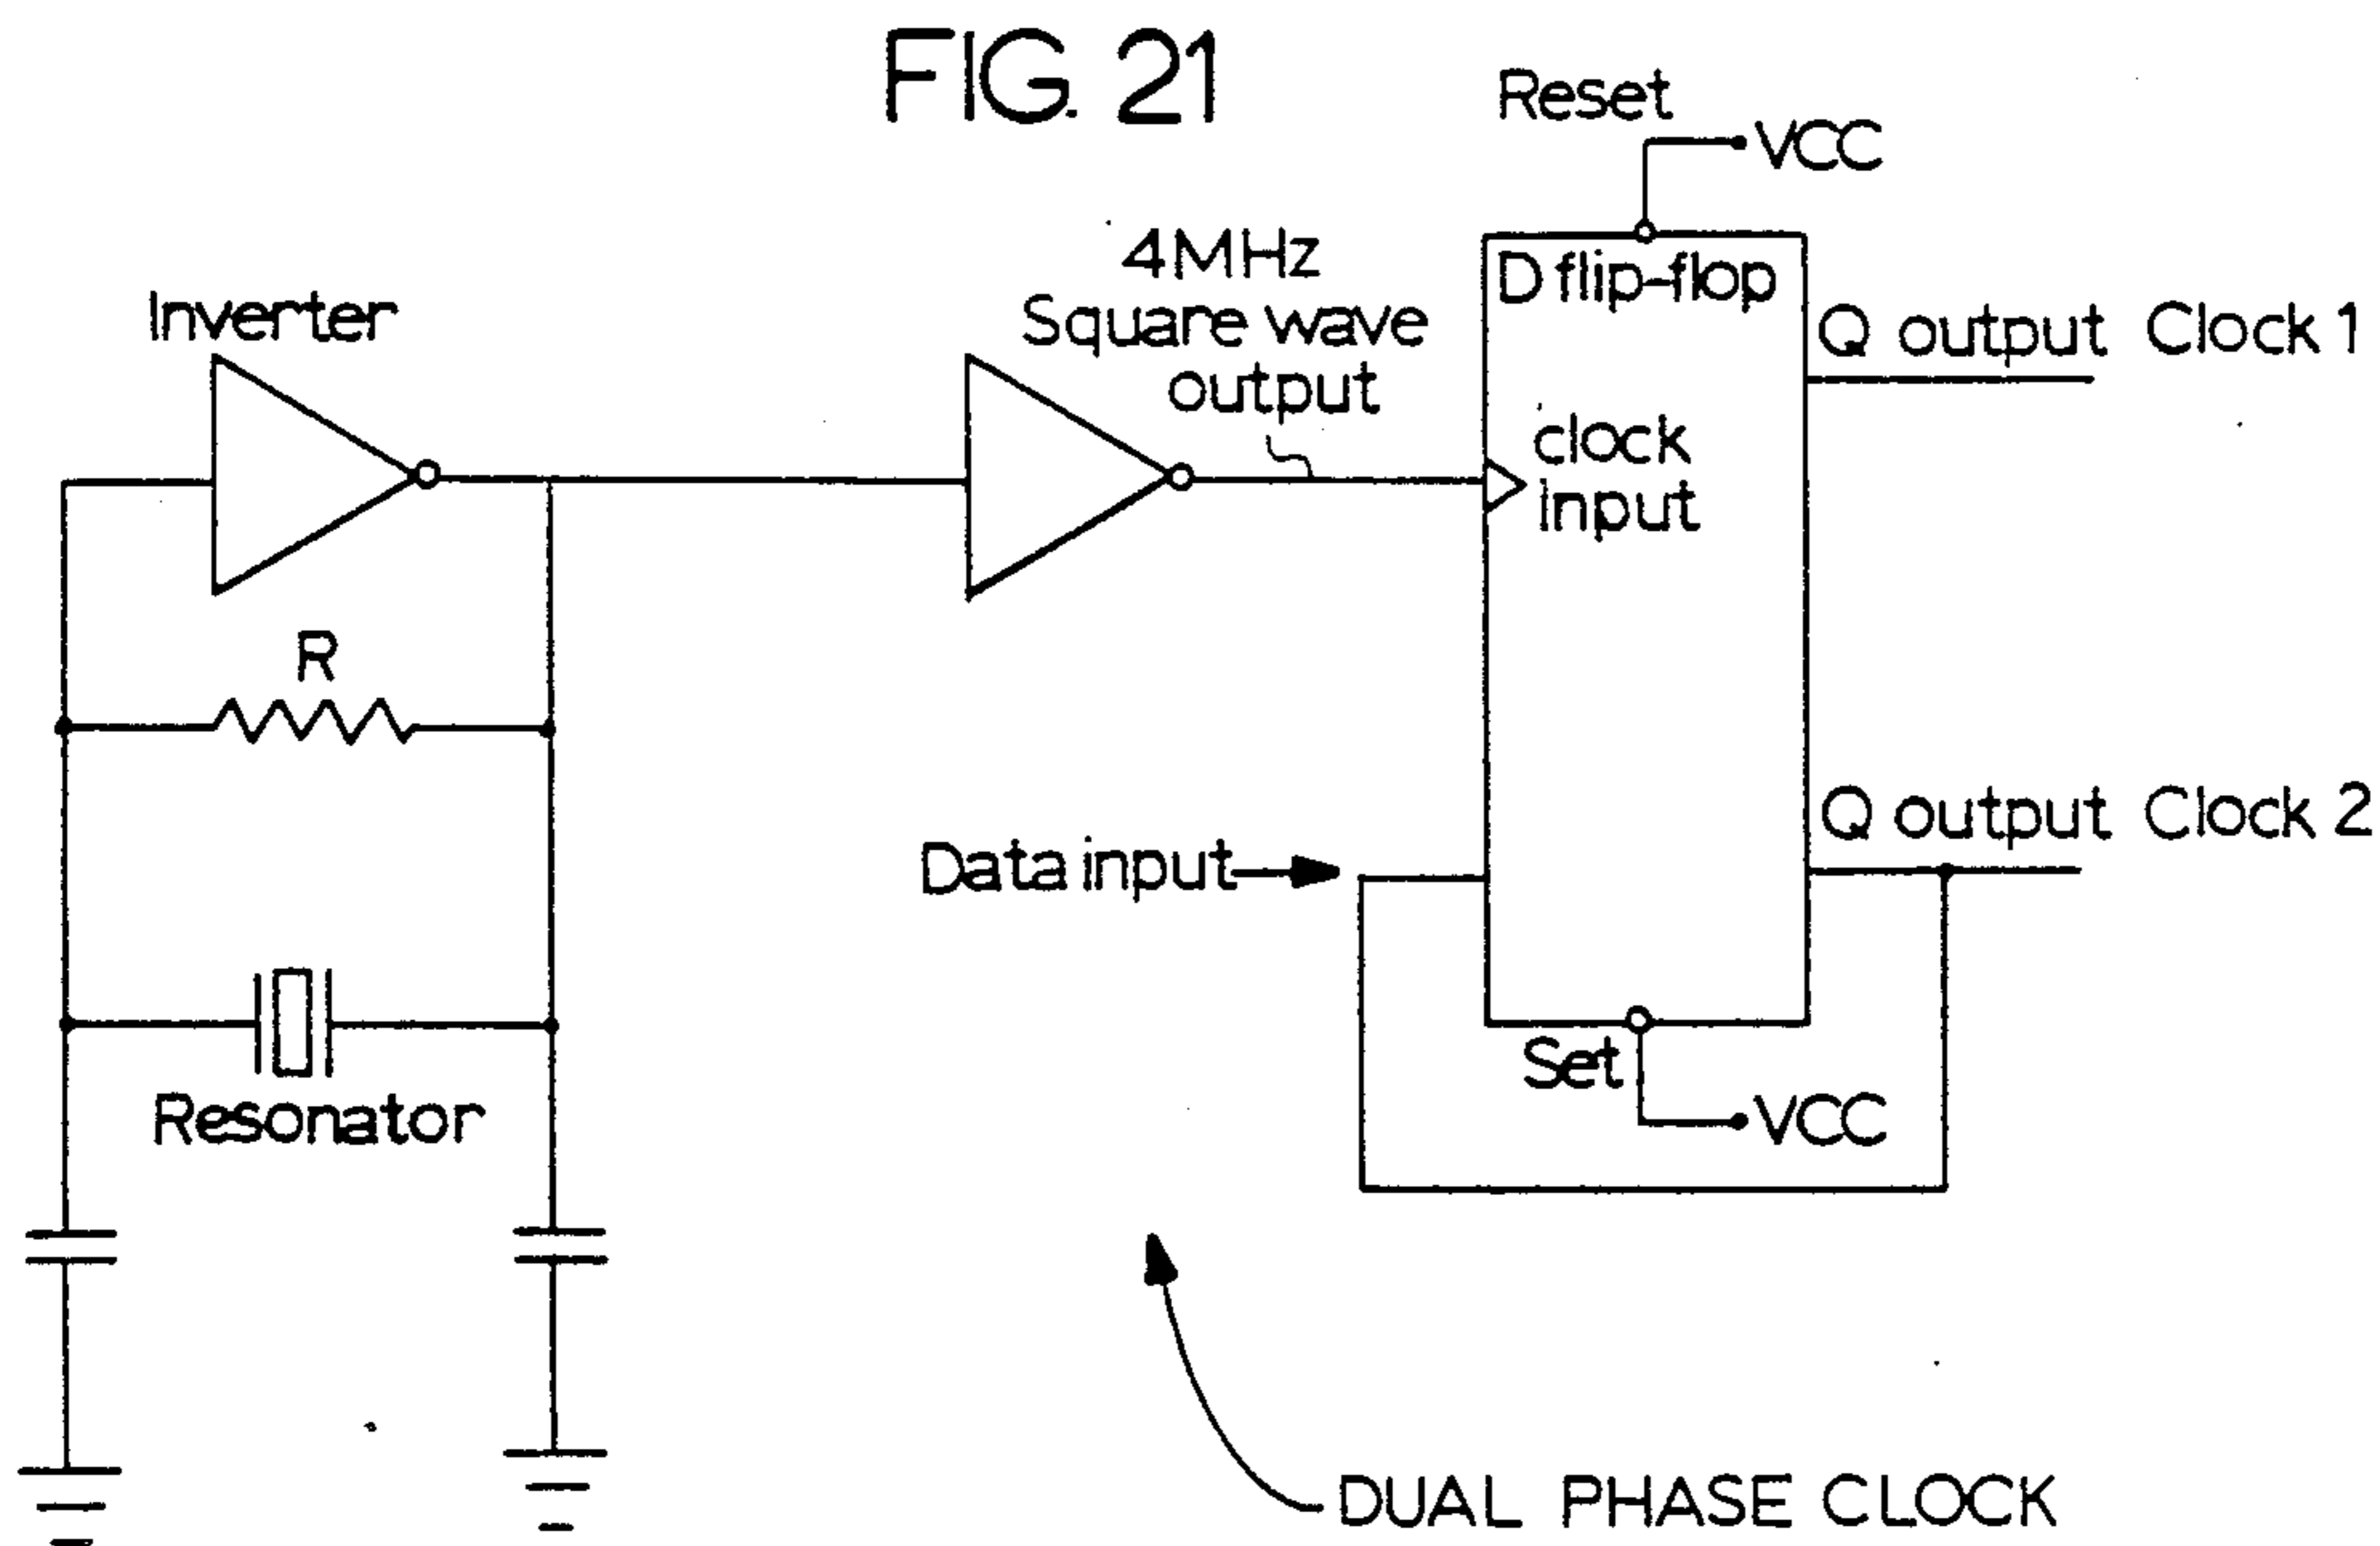 FIG. 21
Reset
VCC
4MHz
Square wave
output
D flip-flop
Inverter
Q output Clock 1
clock
input
R
Q output Clock 2
Data input
Set
VCC
Resonator
DUAL PHASE CLOCK